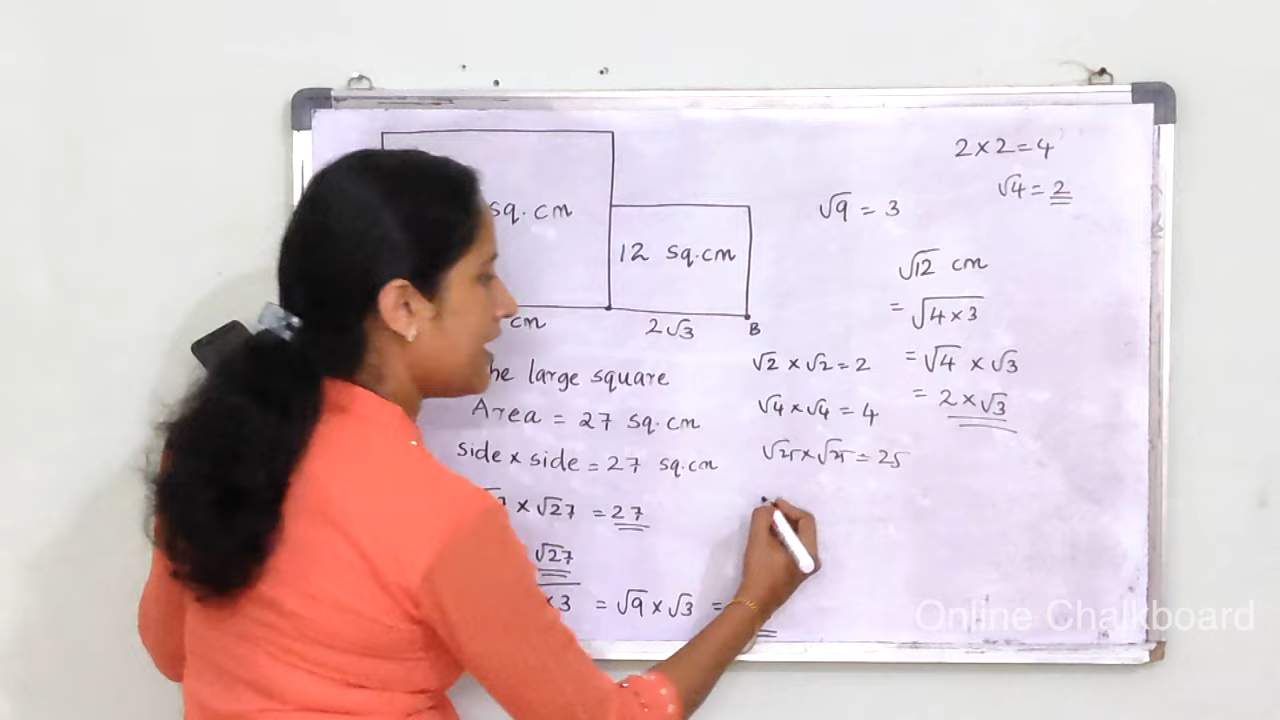 sq.cm
12 sq.cm
cm
2√3
B
he large square
Area = 27 sq.cm
side × side = 27 sq.cm
× √27 = 27
√27
×3 = √9 × √3 =
2×2=4
√4 = 2
√9 = 3
√12 cm
= √4×3
= √4 × √3
= 2×√3
√2 × √2 = 2
√4 × √4 = 4
√25 × √25 = 25
Online Chalkboard